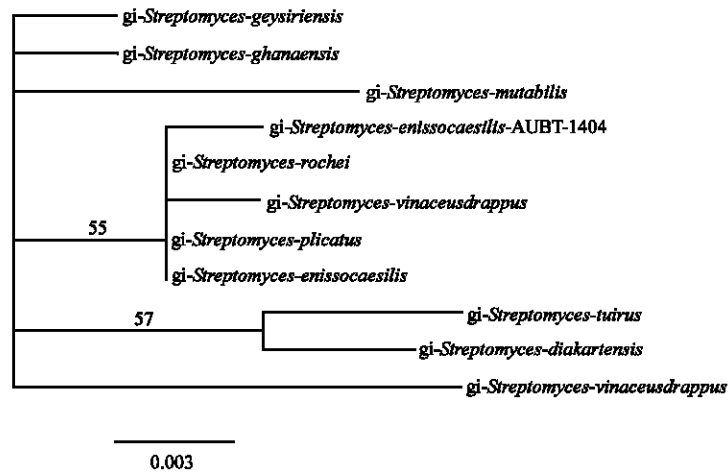 gi-Streptomyces-geysiriensis
gi-Streptomyces-ghanaensis
gi-Streptomyces-mutabilis
gi-Streptomyces-enissocaesilis-AUBT-1404
gi-Streptomyces-rochei
gi-Streptomyces-vinaceusdrappus
55
gi-Streptomyces-plicatus
gi-Streptomyces-enissocaesilis
57
gi-Streptomyces-tuirus
gi-Streptomyces-diakartensis
gi-Streptomyces-vinaceusdrappus
0.003